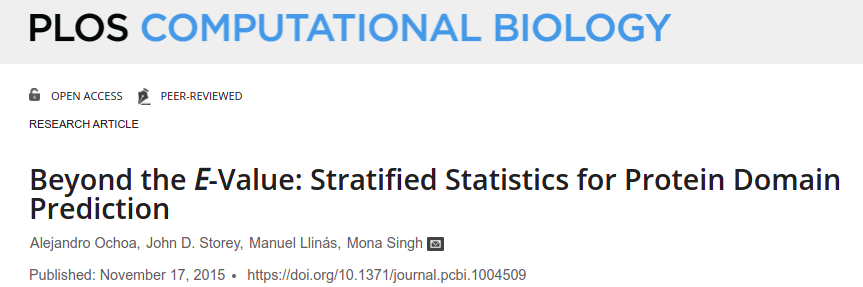 PLOS COMPUTATIONAL BIOLOGY
OPEN ACCESS PEER-REVIEWED
RESEARCH ARTICLE
Beyond the E-Value: Stratified Statistics for Protein Domain
Prediction
Alejandro Ochoa, John D. Storey, Manuel Llinás, Mona Singh
Published: November 17, 2015 • https://doi.org/10.1371/journal.pcbi.1004509